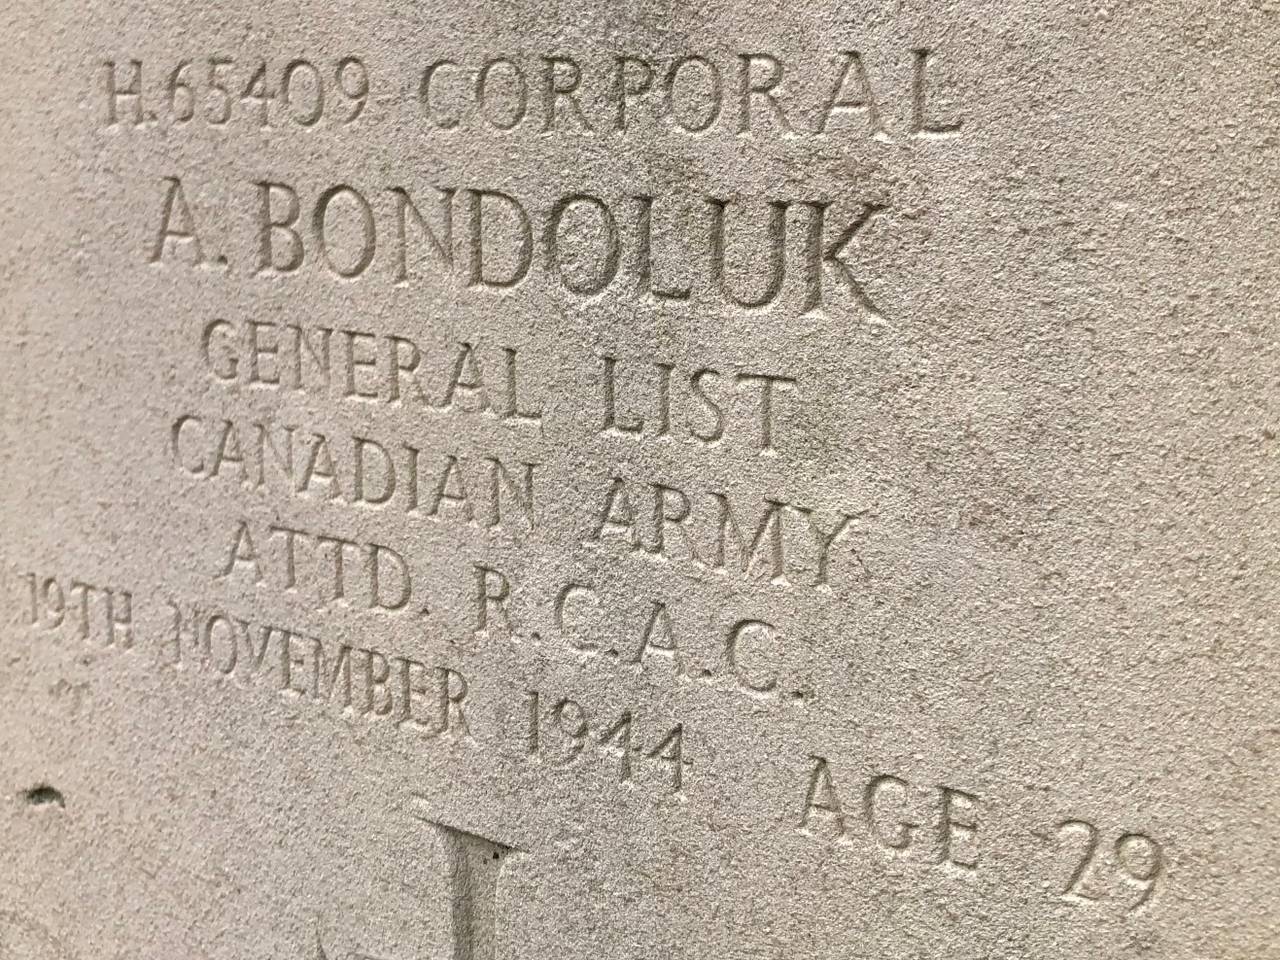 H.65409 CORPORAL
A. BONDOLUK
GENERAL LIST
CANADIAN ARMY
ATTD. R.C.A.C.
19TH NOVEMBER 1944 AGE 29